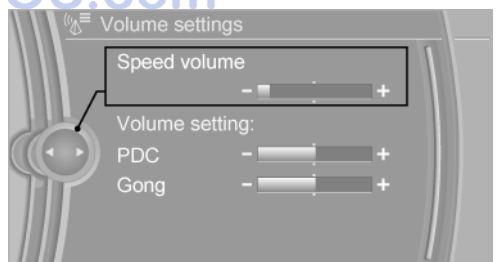 Volume settings
Speed volume
- +
Volume setting:
PDC - +
Gong - +